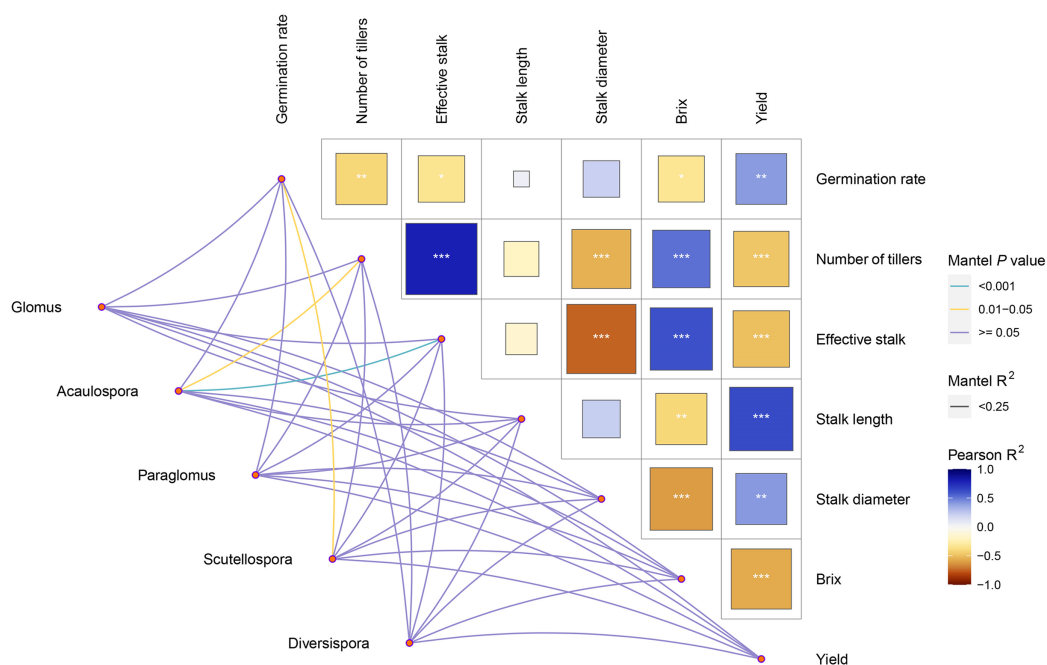 Germination rate
Number of tillers
Effective stalk
Stalk length
Stalk diameter
Brix
Yield
** * * **
Germination rate
*** *** *** ***
Number of tillers
*** *** ***
Effective stalk
** ***
Stalk length
*** **
Stalk diameter
***
Brix
Yield
Glomus
Acaulospora
Paraglomus
Scutellospora
Diversispora
Mantel P value
<0.001
0.01−0.05
>= 0.05
Mantel R²
<0.25
Pearson R²
1.0
0.5
0.0
−0.5
−1.0